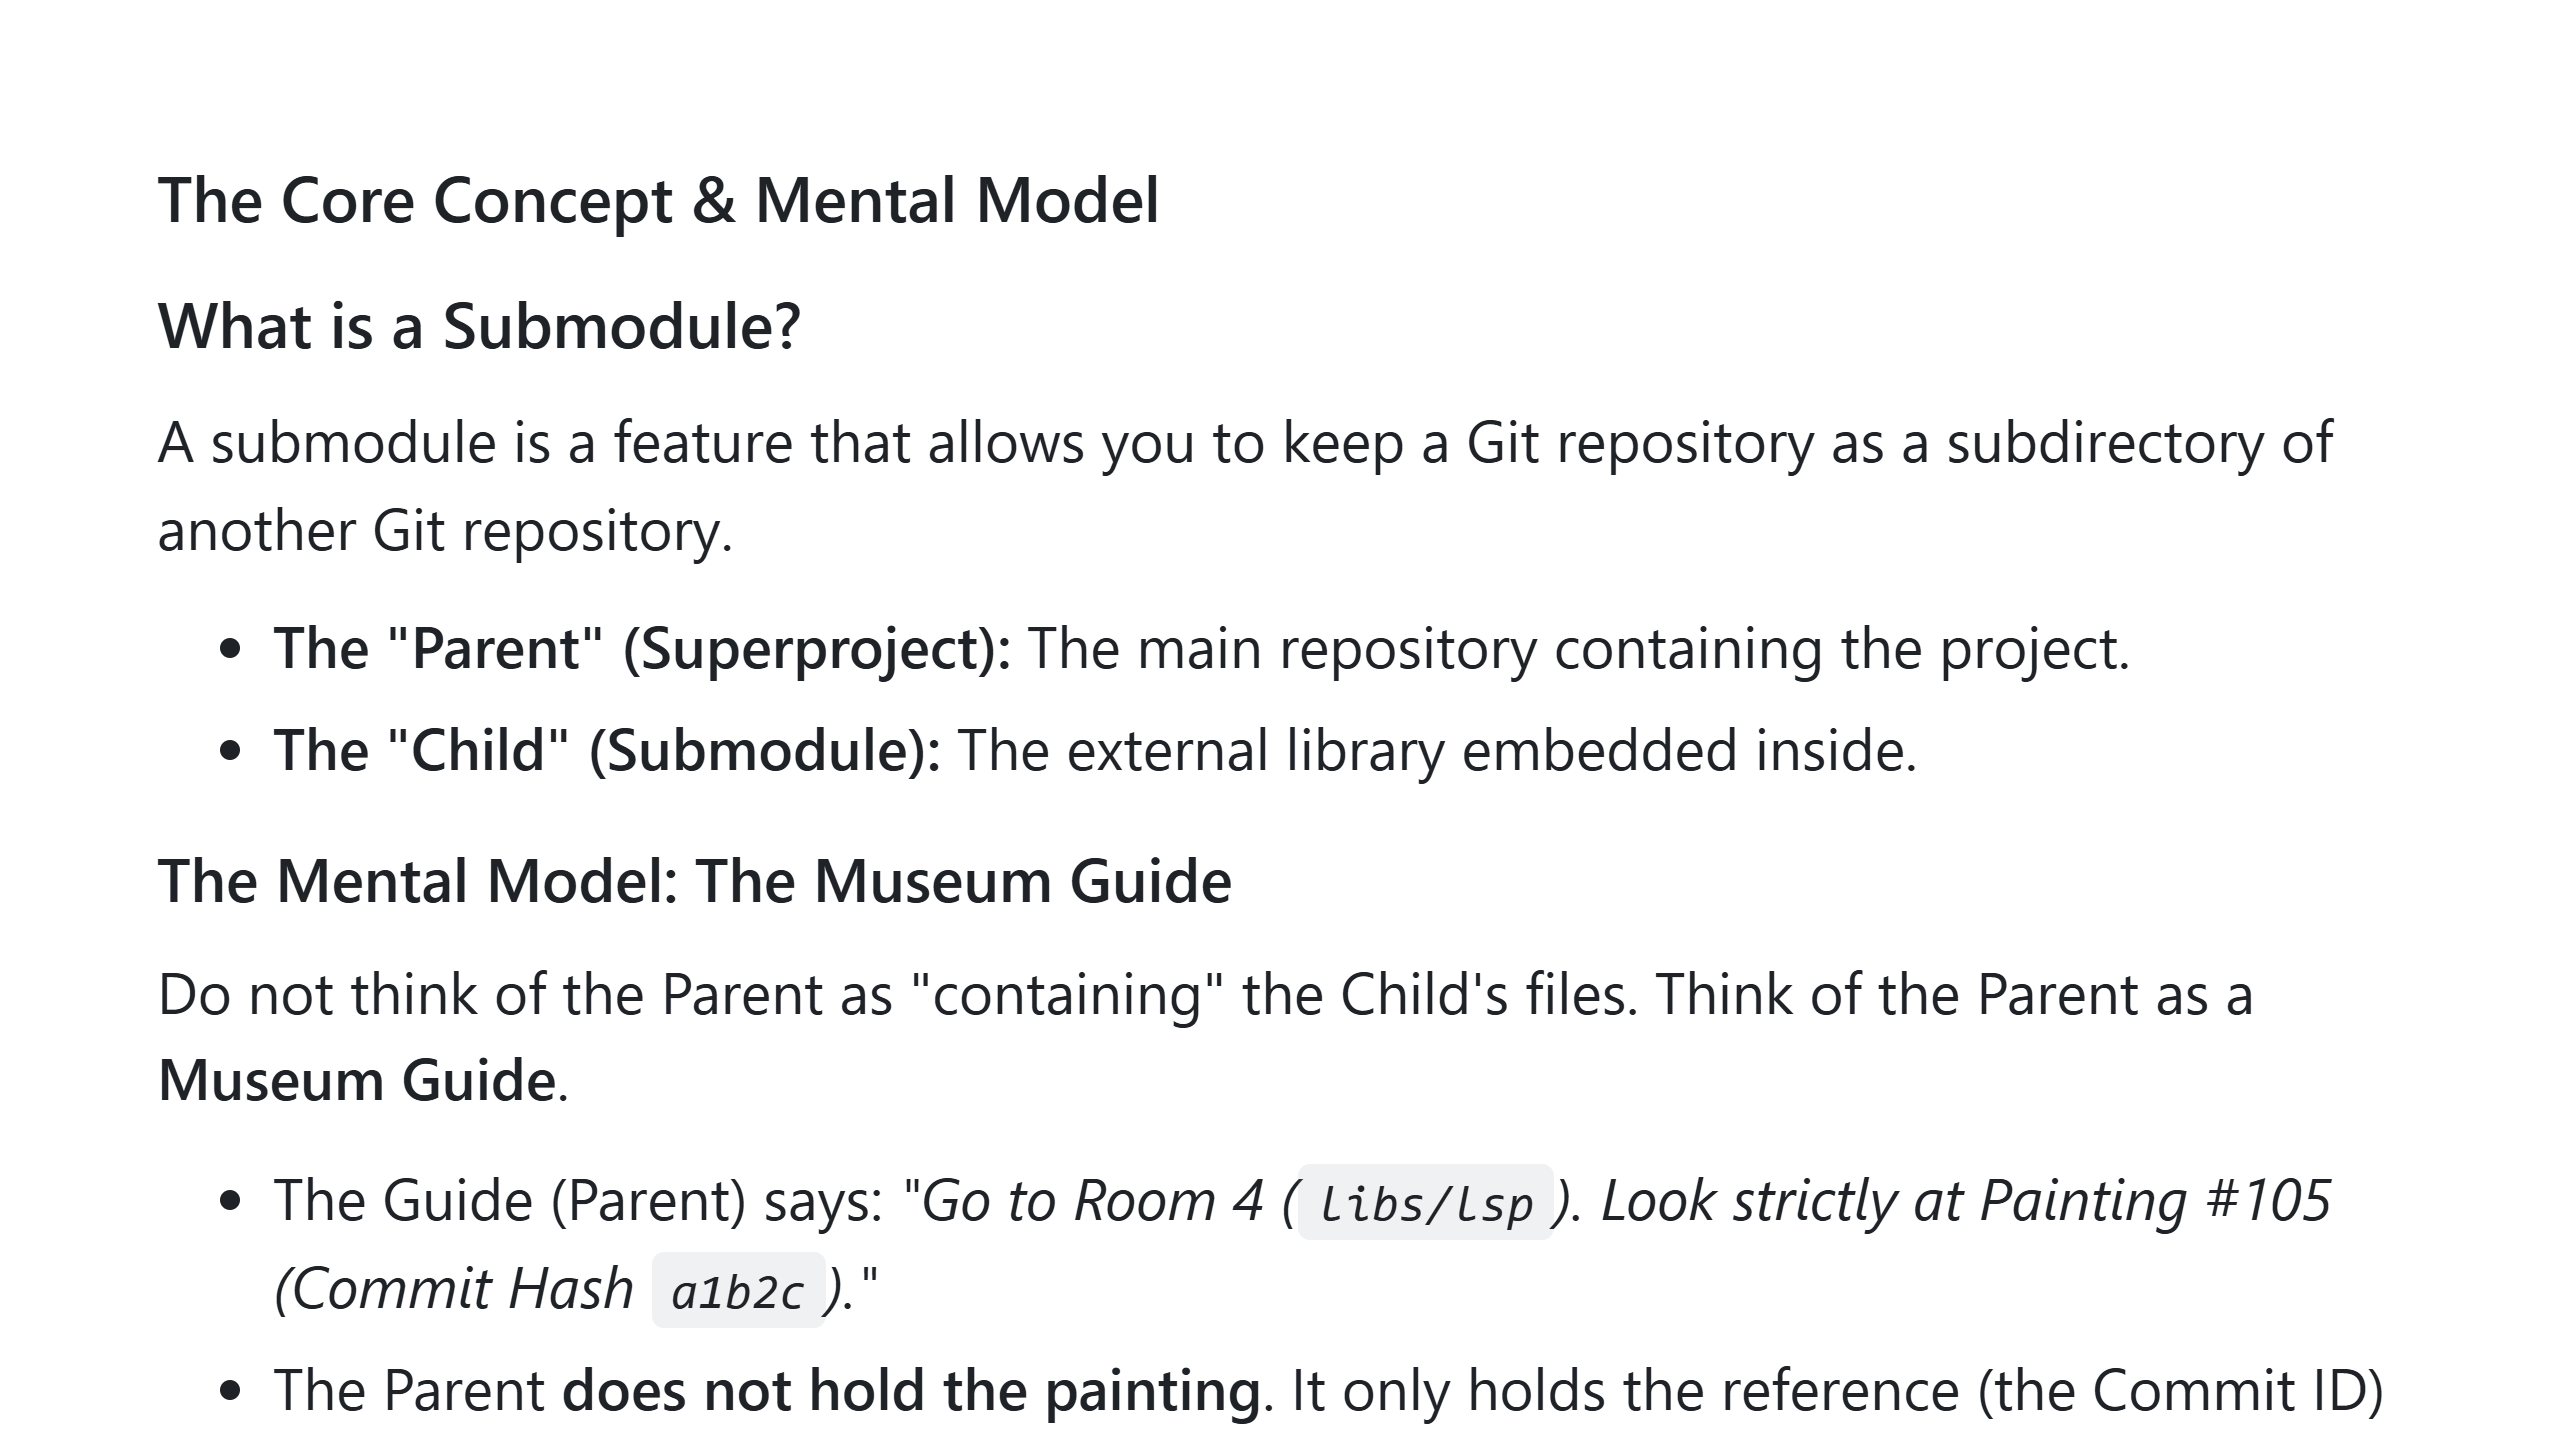 The Core Concept & Mental Model
What is a Submodule?
A submodule is a feature that allows you to keep a Git repository as a subdirectory of
another Git repository.
The "Parent" (Superproject): The main repository containing the project.
The "Child" (Submodule): The external library embedded inside.
The Mental Model: The Museum Guide
Do not think of the Parent as "containing" the Child's files. Think of the Parent as a
Museum Guide.
The Guide (Parent) says: "Go to Room 4 (libs/lsp). Look strictly at Painting #105
(Commit Hash a1b2c)."
The Parent does not hold the painting. It only holds the reference (the Commit ID)